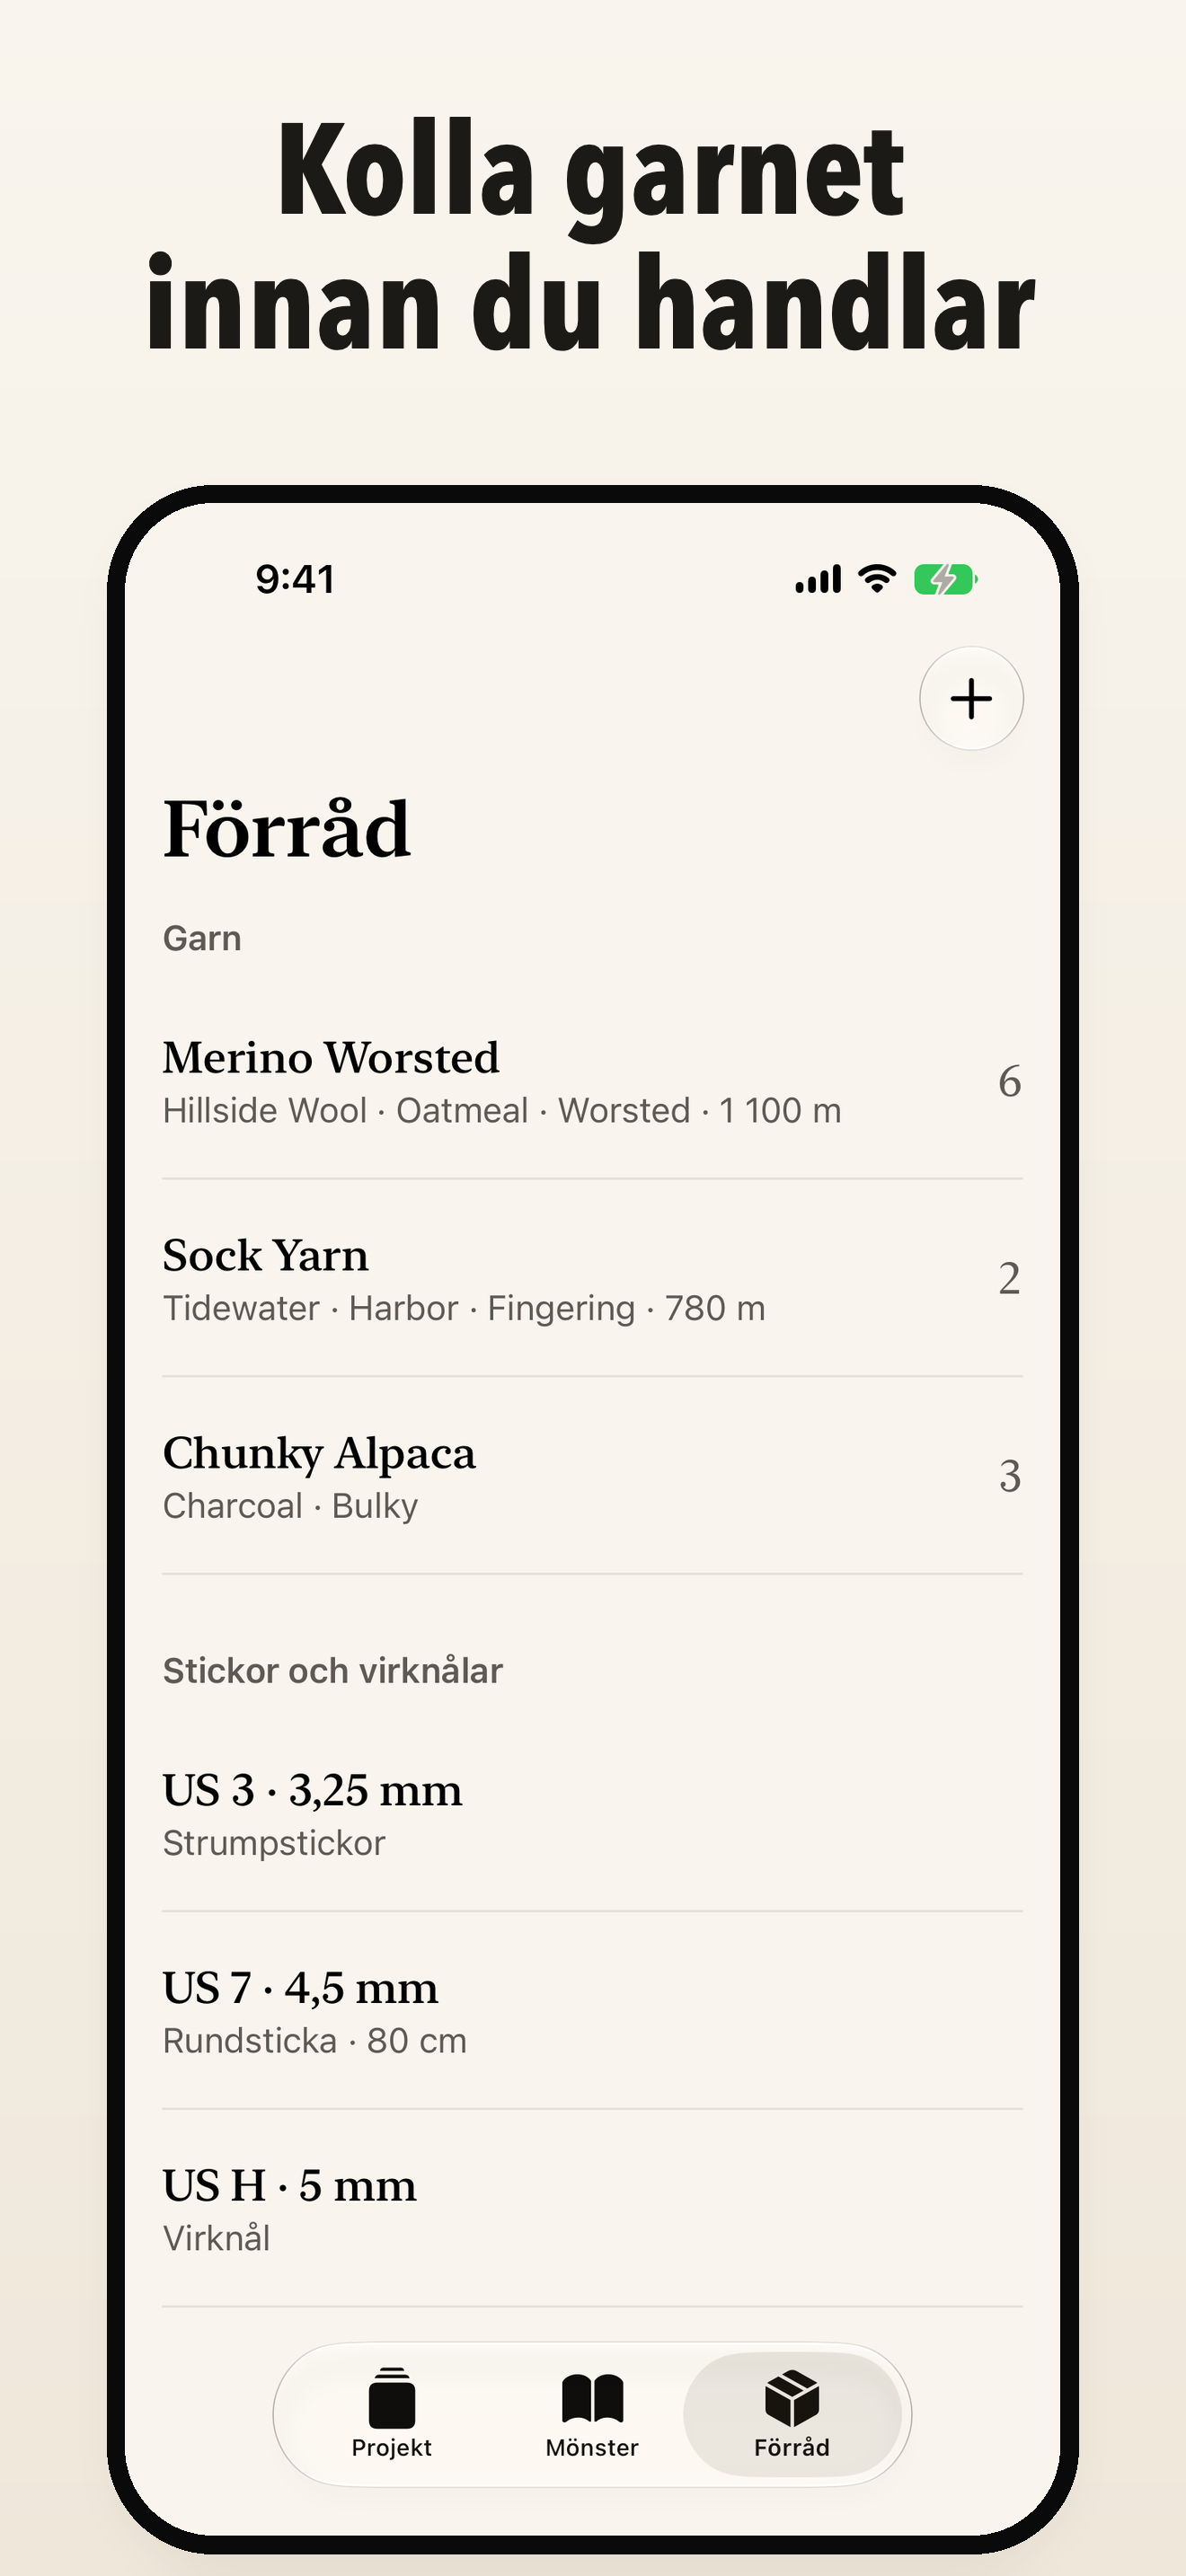 Kolla garnet
innan du handlar
9:41
Förråd
Garn
Merino Worsted
Hillside Wool · Oatmeal · Worsted · 1 100 m
6
Sock Yarn
Tidewater · Harbor · Fingering · 780 m
2
Chunky Alpaca
Charcoal · Bulky
3
Stickor och virknålar
US 3 · 3,25 mm
Strumpstickor
US 7 · 4,5 mm
Rundsticka · 80 cm
US H · 5 mm
Virknål
Projekt
Mönster
Förråd